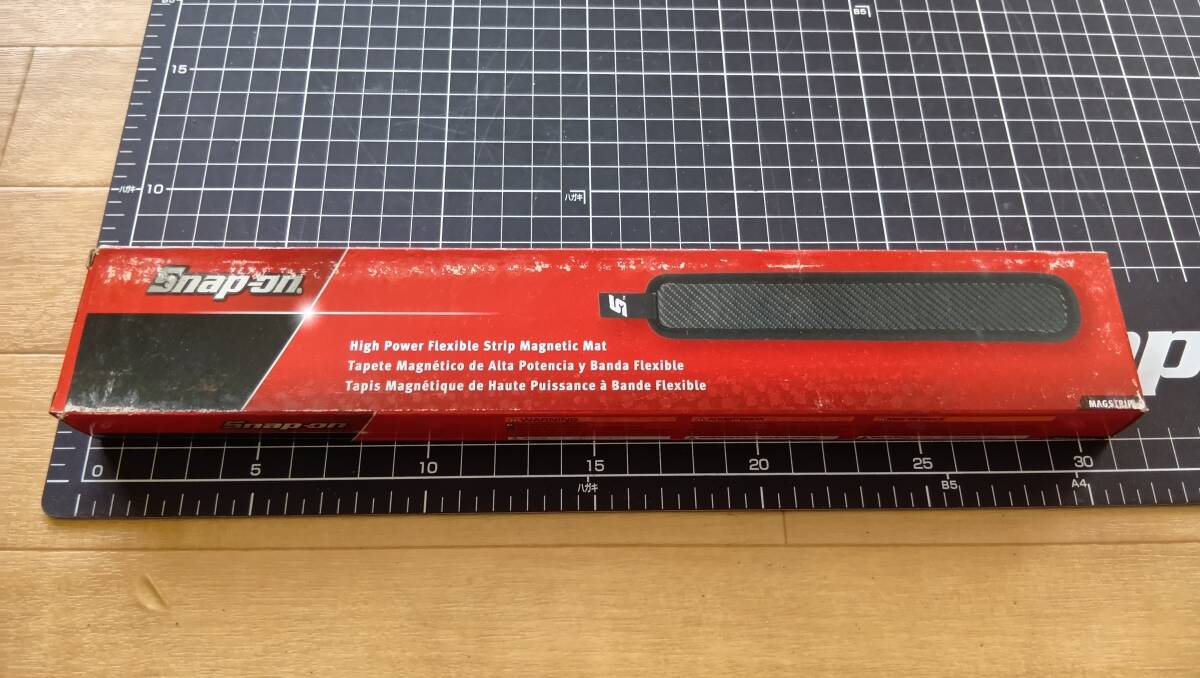 B5
15
ハガキ
10
ハガキ
Snap-on
High Power Flexible Strip Magnetic Mat
Tapete Magnético de Alta Potencia y Banda Flexible
Tapis Magnétique de Haute Puissance à Bande Flexible
Snap-on
WARNING
0 5 10 15 20 25 30
ハガキ B5 A4